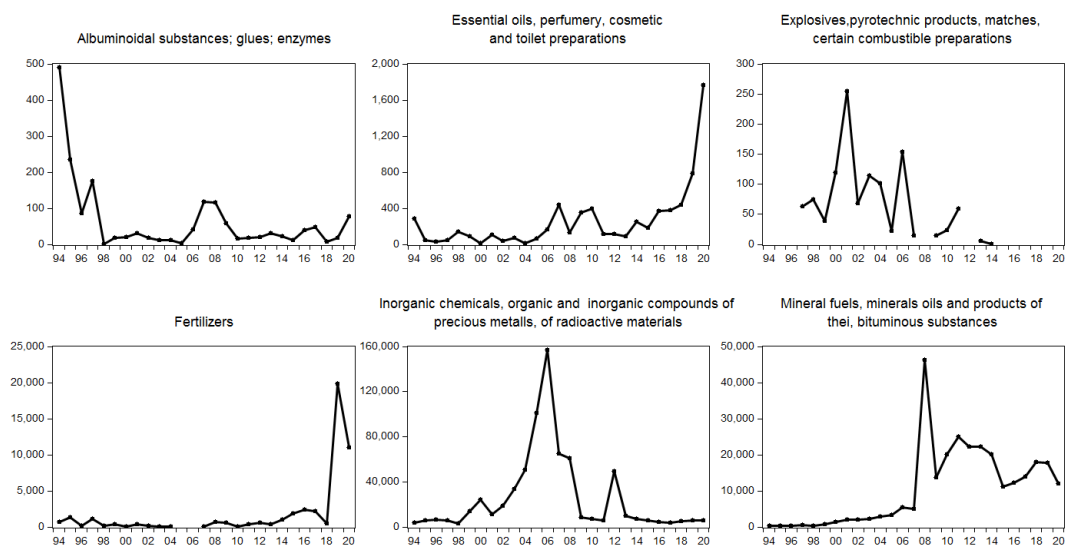 Albuminoidal substances; glues; enzymes
500
400
300
200
100
0
94 96 98 00 02 04 06 08 10 12 14 16 18 20
Essential oils, perfumery, cosmetic
and toilet preparations
2,000
1,600
1,200
800
400
0
94 96 98 00 02 04 06 08 10 12 14 16 18 20
Explosives,pyrotechnic products, matches,
certain combustible preparations
300
250
200
150
100
50
0
94 96 98 00 02 04 06 08 10 12 14 16 18 20
Fertilizers
25,000
20,000
15,000
10,000
5,000
0
94 96 98 00 02 04 06 08 10 12 14 16 18 20
Inorganic chemicals, organic and inorganic compounds of
precious metalls, of radioactive materials
160,000
120,000
80,000
40,000
0
94 96 98 00 02 04 06 08 10 12 14 16 18 20
Mineral fuels, minerals oils and products of
thei, bituminous substances
50,000
40,000
30,000
20,000
10,000
0
94 96 98 00 02 04 06 08 10 12 14 16 18 20